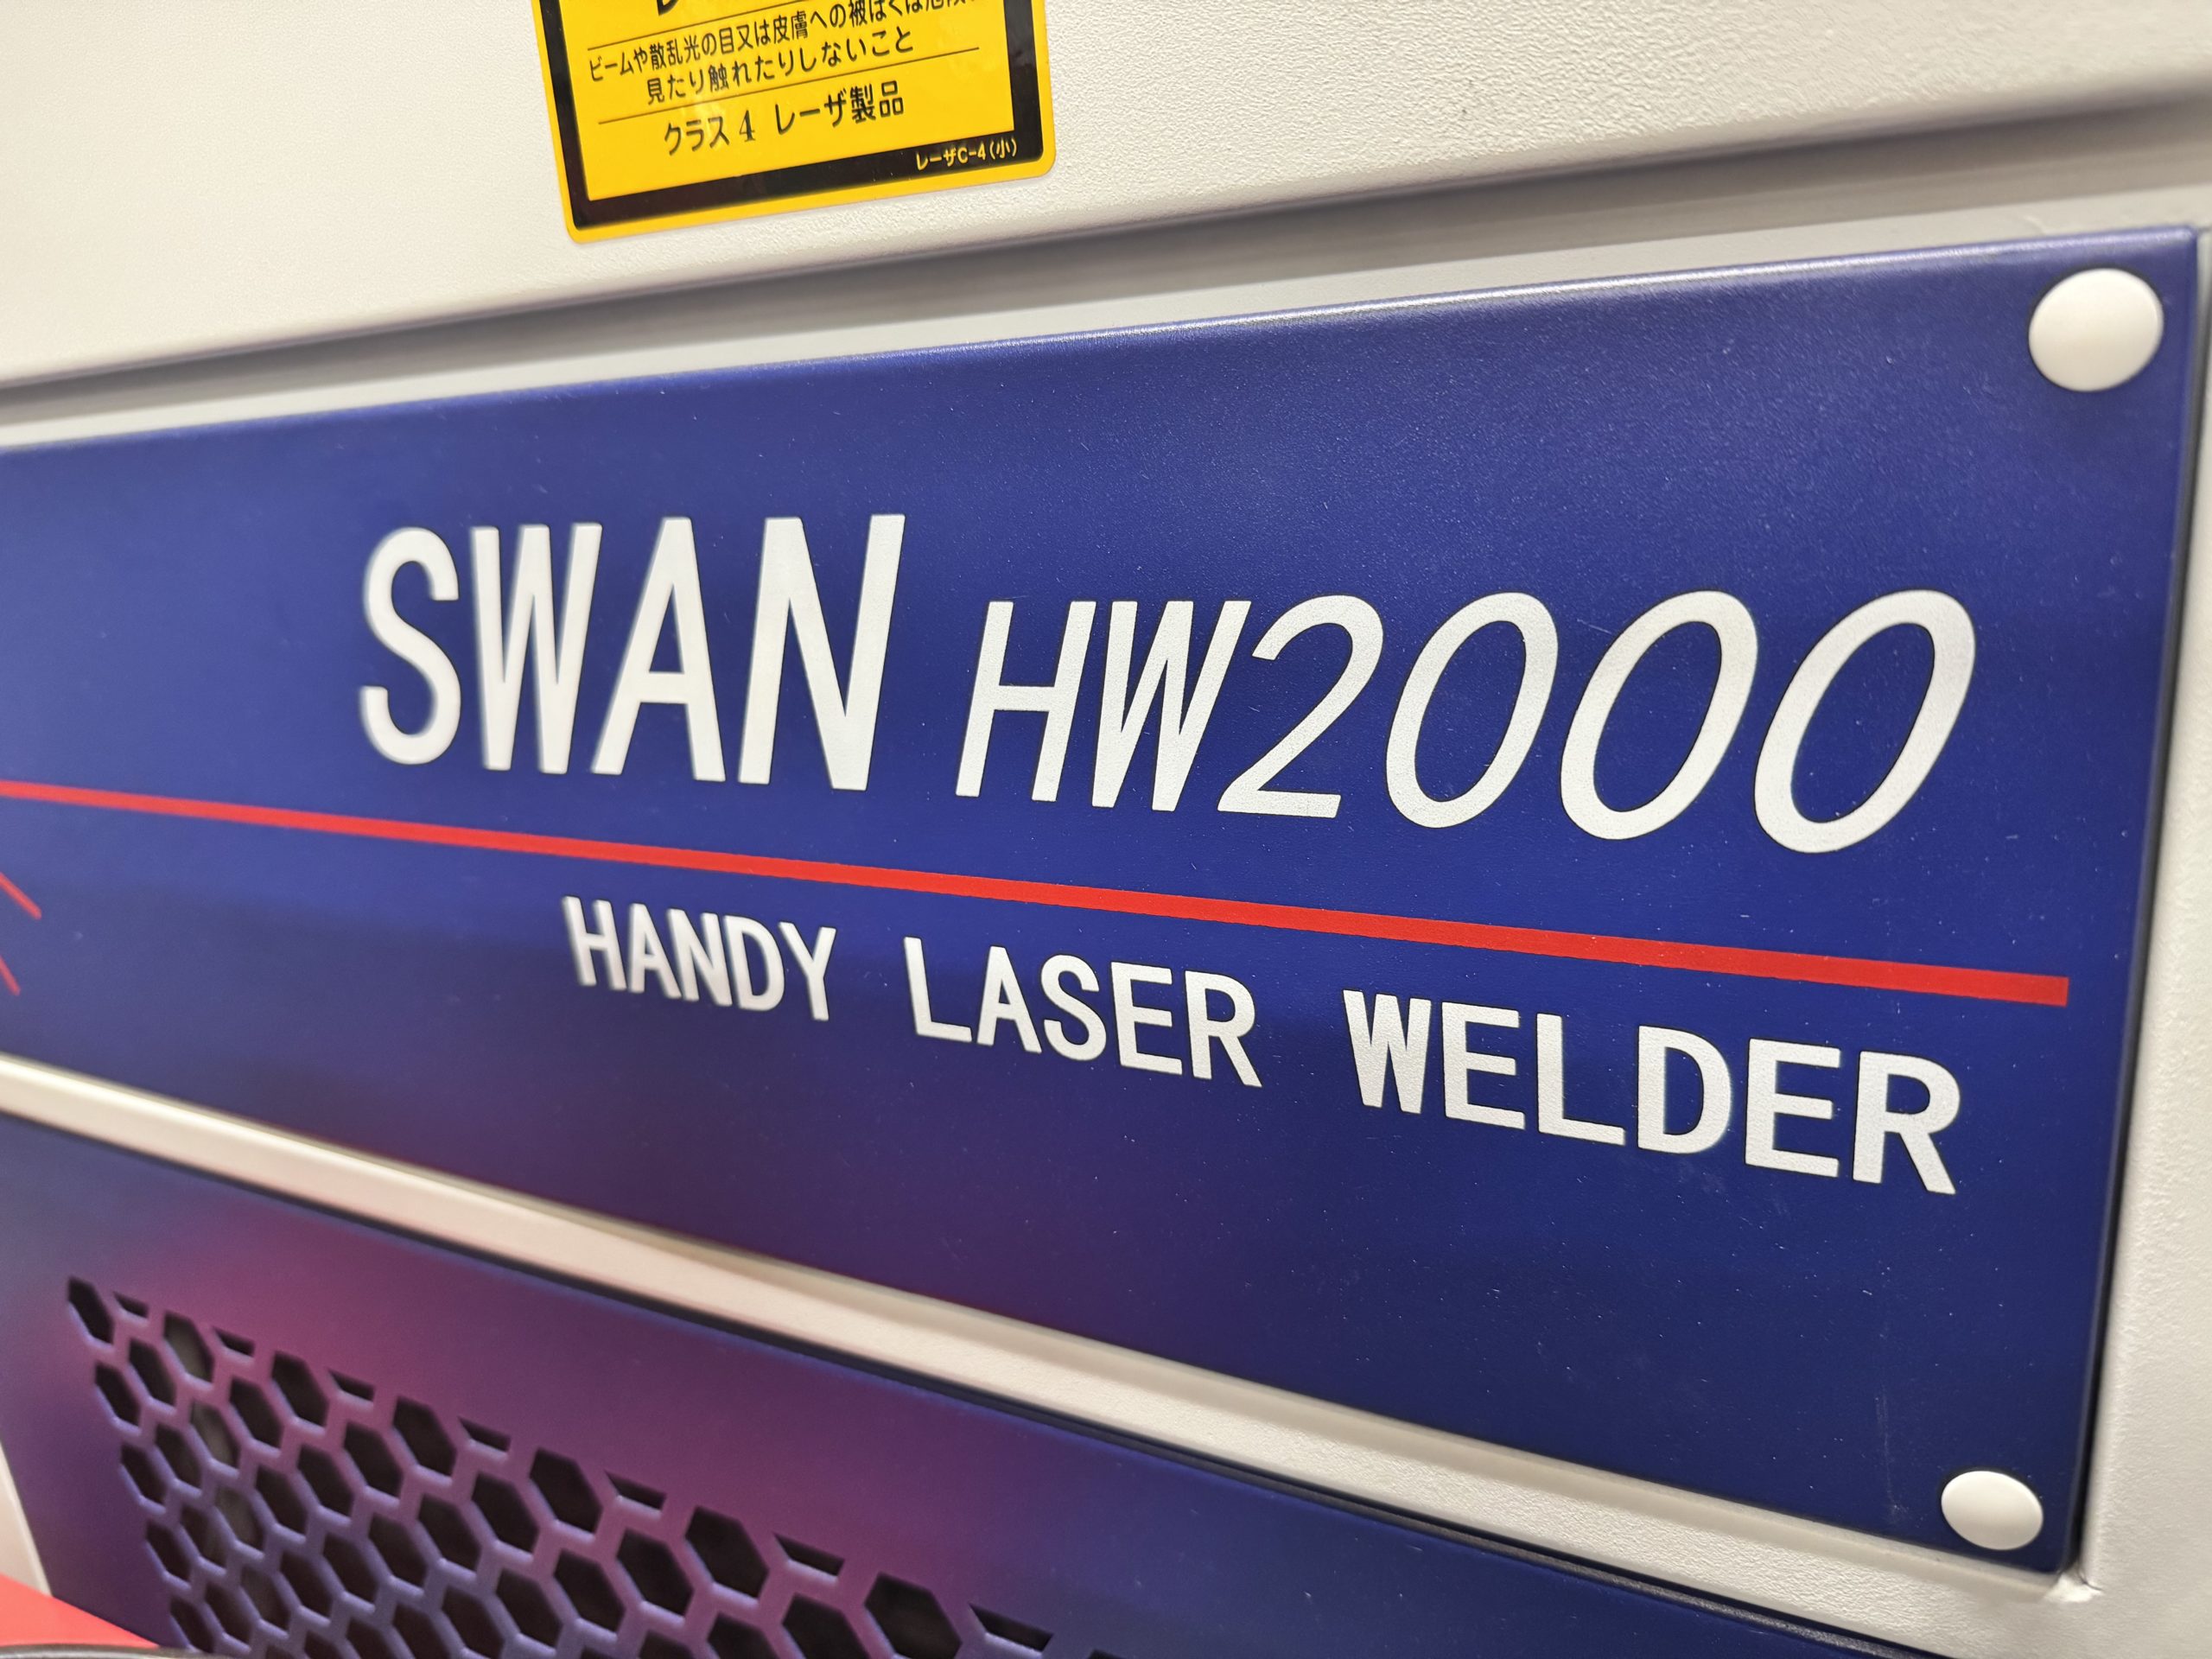 ビームや散乱光の目又は皮膚への被ばくは危険!
見たり触れたりしないこと
クラス4 レーザ製品
レーザC-4(小)
SWAN HW2000
HANDY LASER WELDER